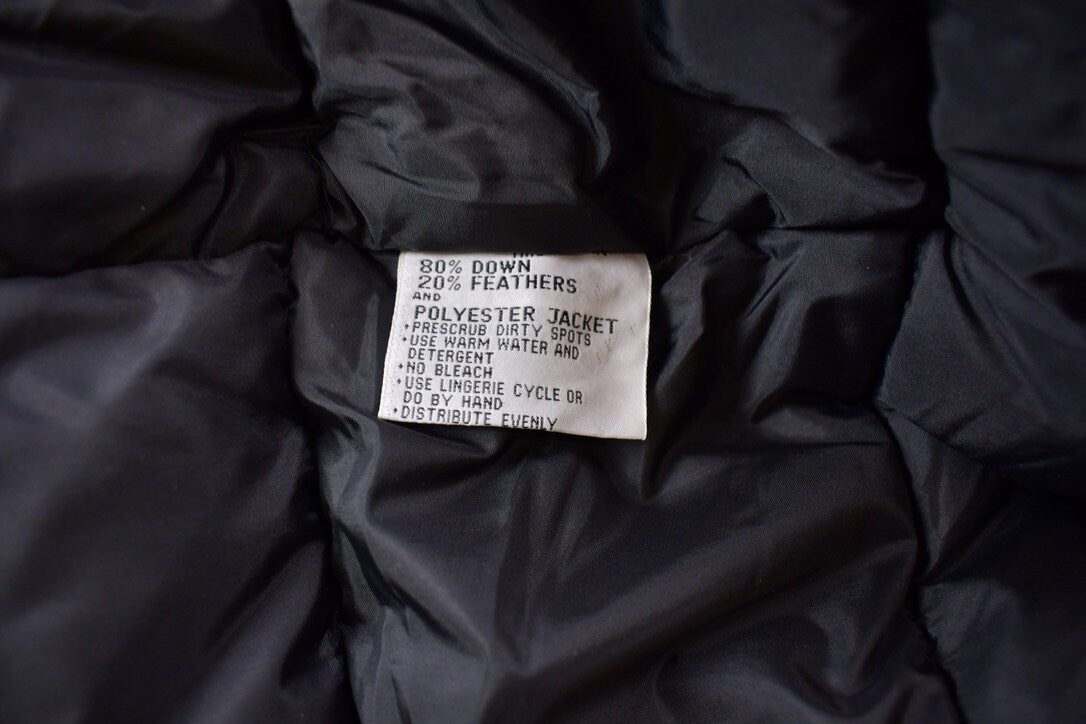 80% DOWN
20% FEATHERS
AND
POLYESTER JACKET
•PRESCRUB DIRTY SPOTS
•USE WARM WATER AND
DETERGENT
•NO BLEACH
•USE LINGERIE CYCLE OR
DO BY HAND
•DISTRIBUTE EVENLY